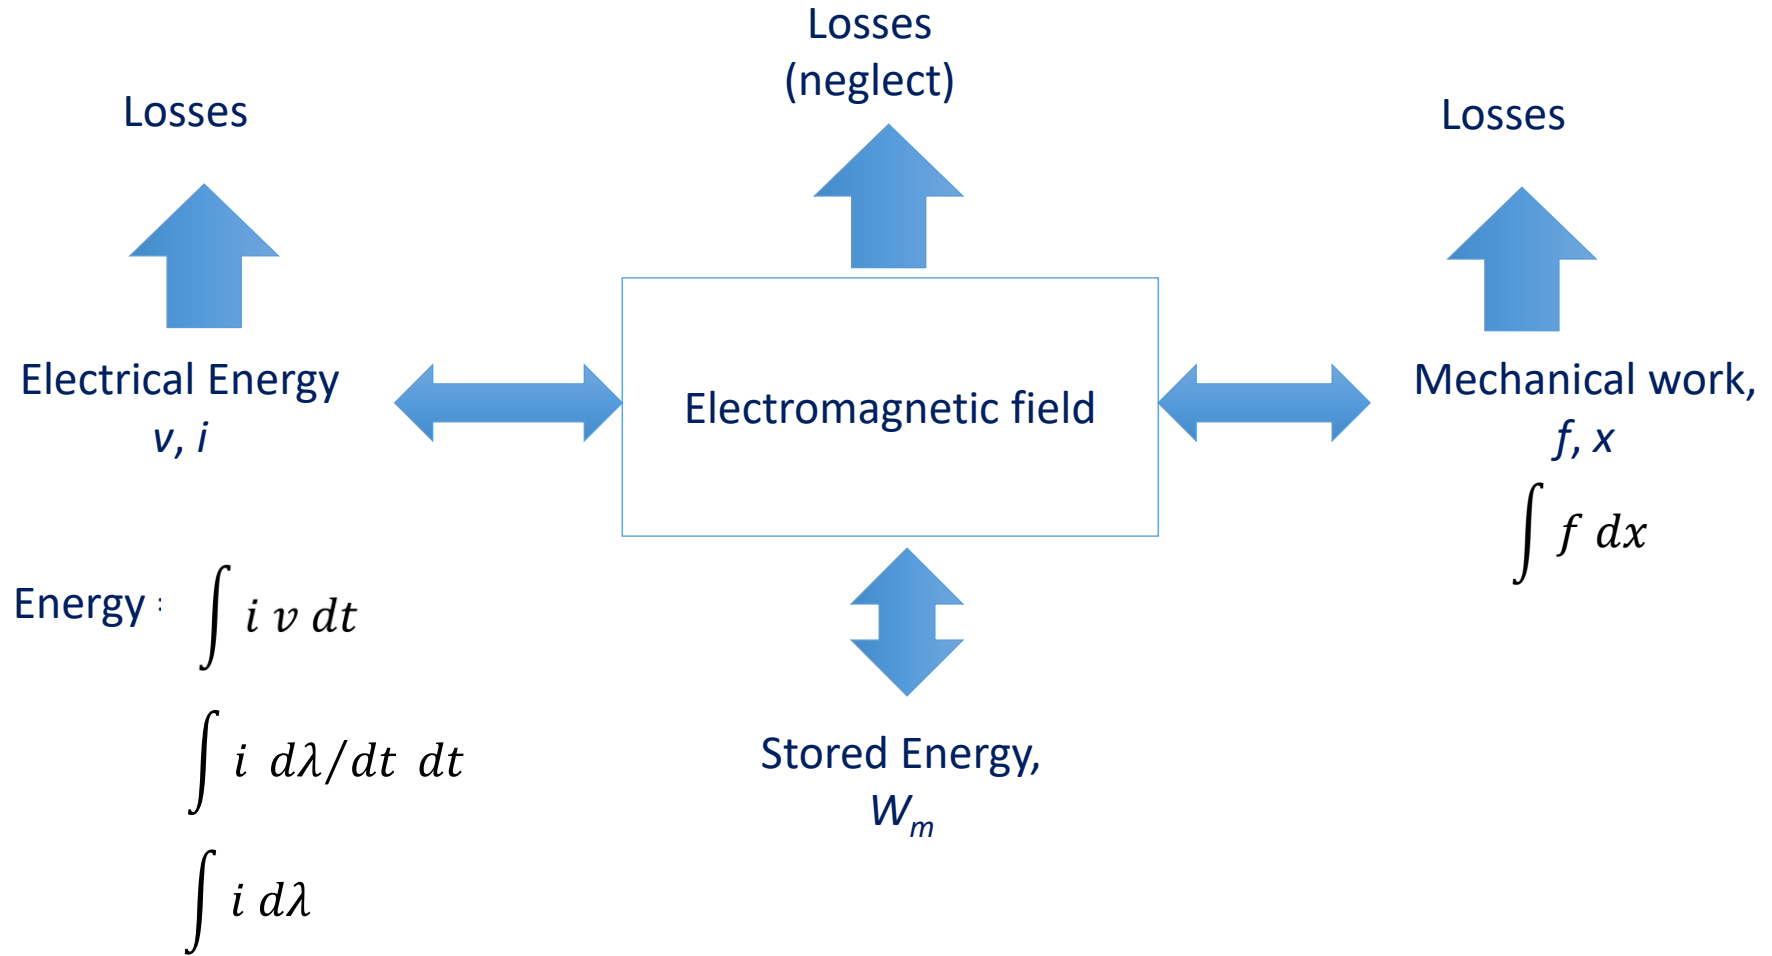 Losses
(neglect)
Losses
Losses
Electrical Energy
v, i
Electromagnetic field
Mechanical work,
f, x
∫ f dx
Energy : ∫ i v dt
∫ i dλ/dt dt
∫ i dλ
Stored Energy,
Wₘ